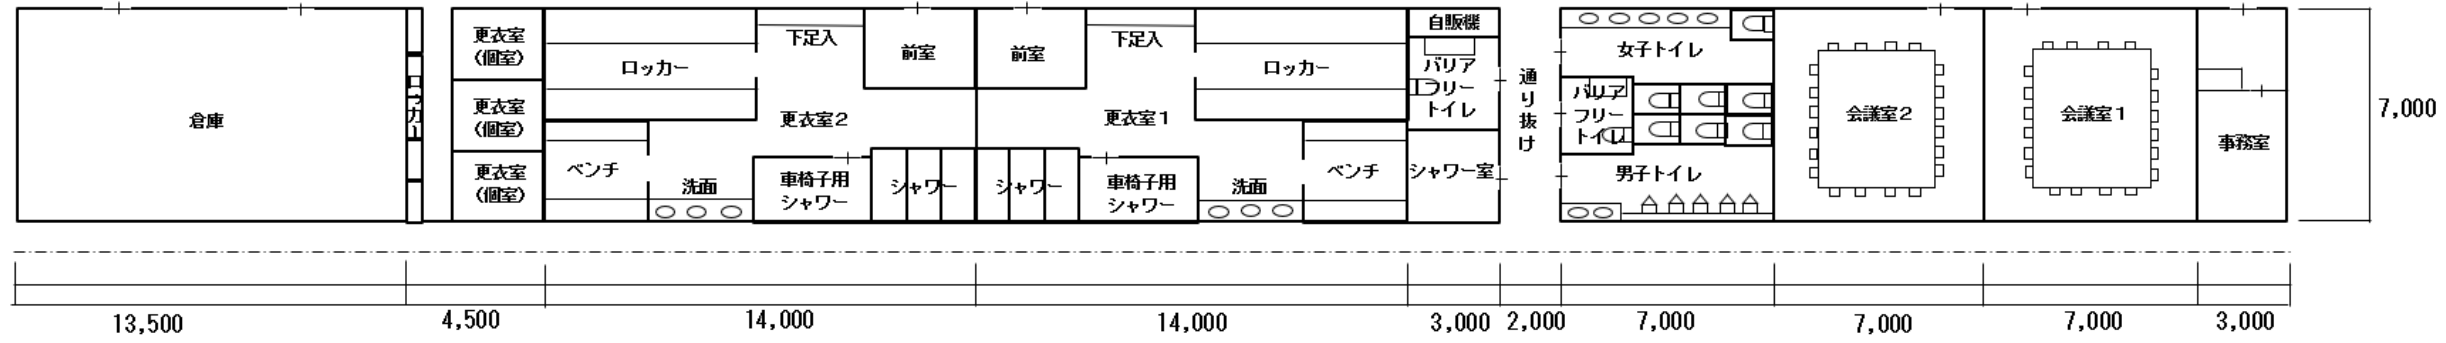 倉庫
ロッカー
更衣室
（個室）
更衣室
（個室）
更衣室
（個室）
ロッカー
下足入
前室
更衣室２
ベンチ
洗面
車椅子用
シャワー
シャワー
前室
下足入
ロッカー
更衣室１
シャワー
車椅子用
シャワー
洗面
ベンチ
自販機
バリア
フリー
トイレ
シャワー室
通り抜け
女子トイレ
バリア
フリー
トイレ
男子トイレ
会議室２
会議室１
事務室
7,000
13,500
4,500
14,000
14,000
3,000
2,000
7,000
7,000
7,000
3,000